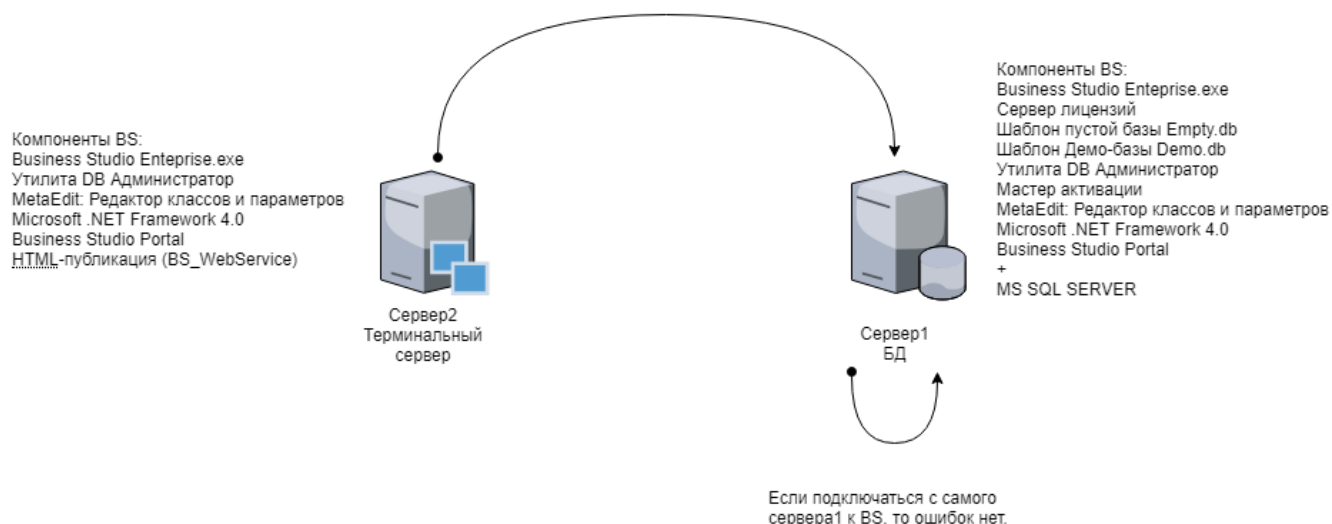 Компоненты BS:
Business Studio Enteprise.exe
Утилита DB Администратор
MetaEdit: Редактор классов и параметров
Microsoft .NET Framework 4.0
Business Studio Portal
HTML-публикация (BS_WebService)
Сервер2
Терминальный
сервер
Компоненты BS:
Business Studio Enteprise.exe
Сервер лицензий
Шаблон пустой базы Empty.db
Шаблон Демо-базы Demo.db
Утилита DB Администратор
Мастер активации
MetaEdit: Редактор классов и параметров
Microsoft .NET Framework 4.0
Business Studio Portal
+
MS SQL SERVER
Сервер1
БД
Если подключаться с самого
сервера1 к BS, то ошибок нет.